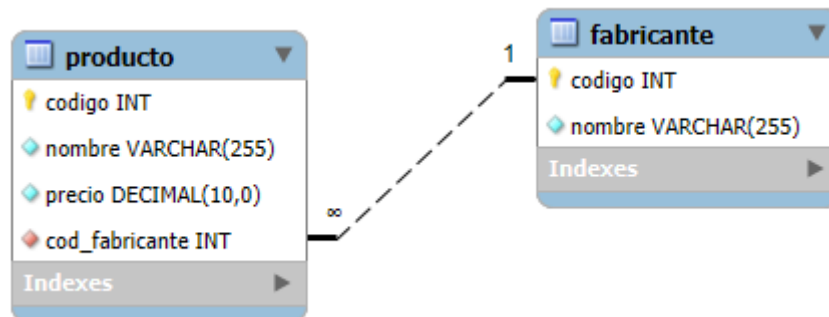 producto
codigo INT
nombre VARCHAR(255)
precio DECIMAL(10,0)
cod_fabricante INT
Indexes
∞
1
fabricante
codigo INT
nombre VARCHAR(255)
Indexes